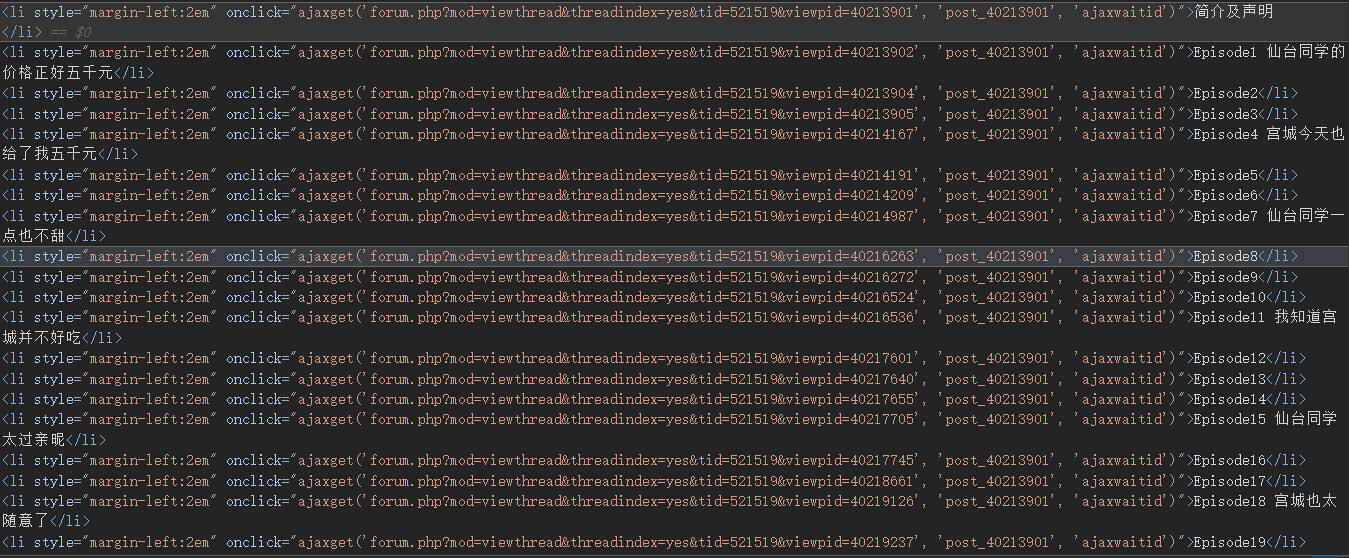 <li style="margin-left:2em" onclick="ajaxget('forum.php?mod=viewthread&threadindex=yes&tid=521519&viewpid=40213901', 'post_40213901', 'ajaxwaitid')">简介及声明
</li> == $0
<li style="margin-left:2em" onclick="ajaxget('forum.php?mod=viewthread&threadindex=yes&tid=521519&viewpid=40213902', 'post_40213901', 'ajaxwaitid')">Episode1 仙台同学的
价格正好五千元</li>
<li style="margin-left:2em" onclick="ajaxget('forum.php?mod=viewthread&threadindex=yes&tid=521519&viewpid=40213904', 'post_40213901', 'ajaxwaitid')">Episode2</li>
<li style="margin-left:2em" onclick="ajaxget('forum.php?mod=viewthread&threadindex=yes&tid=521519&viewpid=40213905', 'post_40213901', 'ajaxwaitid')">Episode3</li>
<li style="margin-left:2em" onclick="ajaxget('forum.php?mod=viewthread&threadindex=yes&tid=521519&viewpid=40214167', 'post_40213901', 'ajaxwaitid')">Episode4 宫城今天也
给了我五千元</li>
<li style="margin-left:2em" onclick="ajaxget('forum.php?mod=viewthread&threadindex=yes&tid=521519&viewpid=40214191', 'post_40213901', 'ajaxwaitid')">Episode5</li>
<li style="margin-left:2em" onclick="ajaxget('forum.php?mod=viewthread&threadindex=yes&tid=521519&viewpid=40214209', 'post_40213901', 'ajaxwaitid')">Episode6</li>
<li style="margin-left:2em" onclick="ajaxget('forum.php?mod=viewthread&threadindex=yes&tid=521519&viewpid=40214987', 'post_40213901', 'ajaxwaitid')">Episode7 仙台同学一
点也不甜</li>
<li style="margin-left:2em" onclick="ajaxget('forum.php?mod=viewthread&threadindex=yes&tid=521519&viewpid=40216263', 'post_40213901', 'ajaxwaitid')">Episode8</li>
<li style="margin-left:2em" onclick="ajaxget('forum.php?mod=viewthread&threadindex=yes&tid=521519&viewpid=40216272', 'post_40213901', 'ajaxwaitid')">Episode9</li>
<li style="margin-left:2em" onclick="ajaxget('forum.php?mod=viewthread&threadindex=yes&tid=521519&viewpid=40216524', 'post_40213901', 'ajaxwaitid')">Episode10</li>
<li style="margin-left:2em" onclick="ajaxget('forum.php?mod=viewthread&threadindex=yes&tid=521519&viewpid=40216536', 'post_40213901', 'ajaxwaitid')">Episode11 我知道宫
城并不好吃</li>
<li style="margin-left:2em" onclick="ajaxget('forum.php?mod=viewthread&threadindex=yes&tid=521519&viewpid=40217601', 'post_40213901', 'ajaxwaitid')">Episode12</li>
<li style="margin-left:2em" onclick="ajaxget('forum.php?mod=viewthread&threadindex=yes&tid=521519&viewpid=40217640', 'post_40213901', 'ajaxwaitid')">Episode13</li>
<li style="margin-left:2em" onclick="ajaxget('forum.php?mod=viewthread&threadindex=yes&tid=521519&viewpid=40217655', 'post_40213901', 'ajaxwaitid')">Episode14</li>
<li style="margin-left:2em" onclick="ajaxget('forum.php?mod=viewthread&threadindex=yes&tid=521519&viewpid=40217705', 'post_40213901', 'ajaxwaitid')">Episode15 仙台同学
太过亲昵</li>
<li style="margin-left:2em" onclick="ajaxget('forum.php?mod=viewthread&threadindex=yes&tid=521519&viewpid=40217745', 'post_40213901', 'ajaxwaitid')">Episode16</li>
<li style="margin-left:2em" onclick="ajaxget('forum.php?mod=viewthread&threadindex=yes&tid=521519&viewpid=40218661', 'post_40213901', 'ajaxwaitid')">Episode17</li>
<li style="margin-left:2em" onclick="ajaxget('forum.php?mod=viewthread&threadindex=yes&tid=521519&viewpid=40219126', 'post_40213901', 'ajaxwaitid')">Episode18 宫城也太
随意了</li>
<li style="margin-left:2em" onclick="ajaxget('forum.php?mod=viewthread&threadindex=yes&tid=521519&viewpid=40219237', 'post_40213901', 'ajaxwaitid')">Episode19</li>